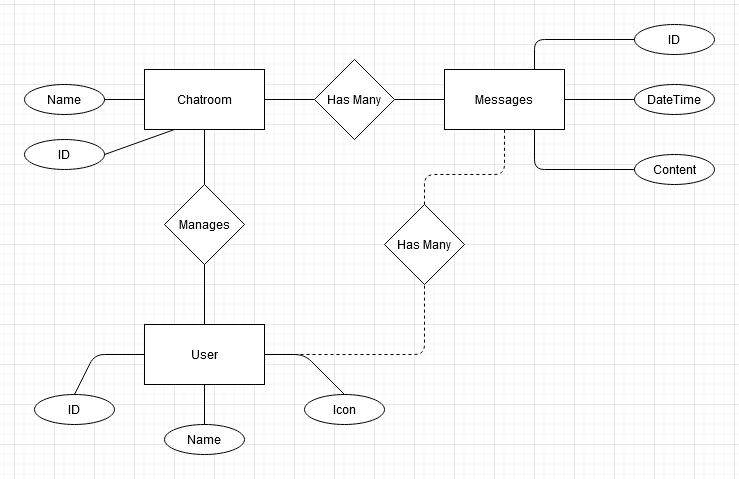 ID
Name
Chatroom
Has Many
Messages
DateTime
ID
Content
Manages
Has Many
User
ID
Icon
Name